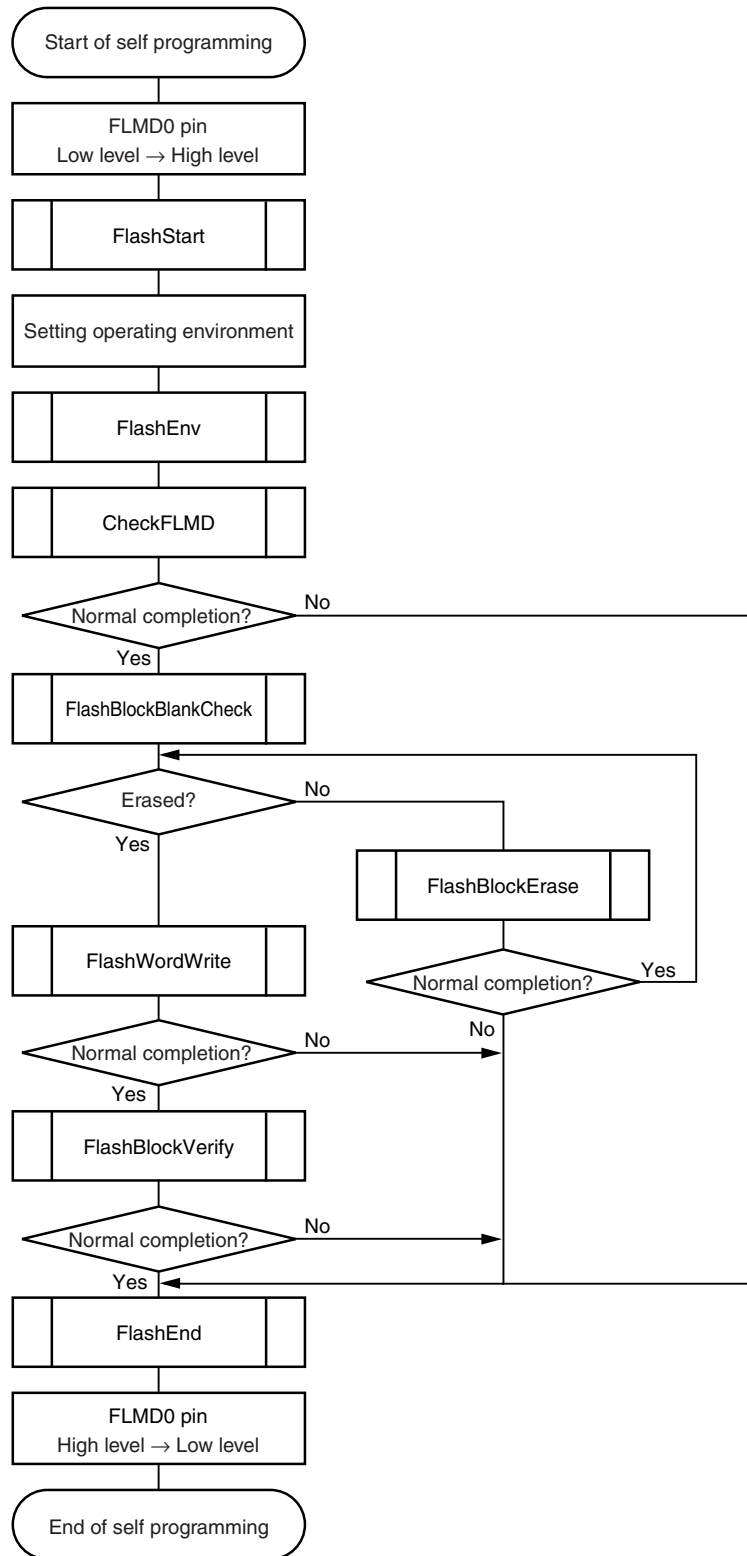 Start of self programming
FLMD0 pin
Low level → High level
FlashStart
Setting operating environment
FlashEnv
CheckFLMD
Normal completion?
No
Yes
FlashBlockBlankCheck
Erased?
No
Yes
FlashBlockErase
Normal completion?
Yes
No
FlashWordWrite
Normal completion?
No
Yes
FlashBlockVerify
Normal completion?
No
Yes
FlashEnd
FLMD0 pin
High level → Low level
End of self programming